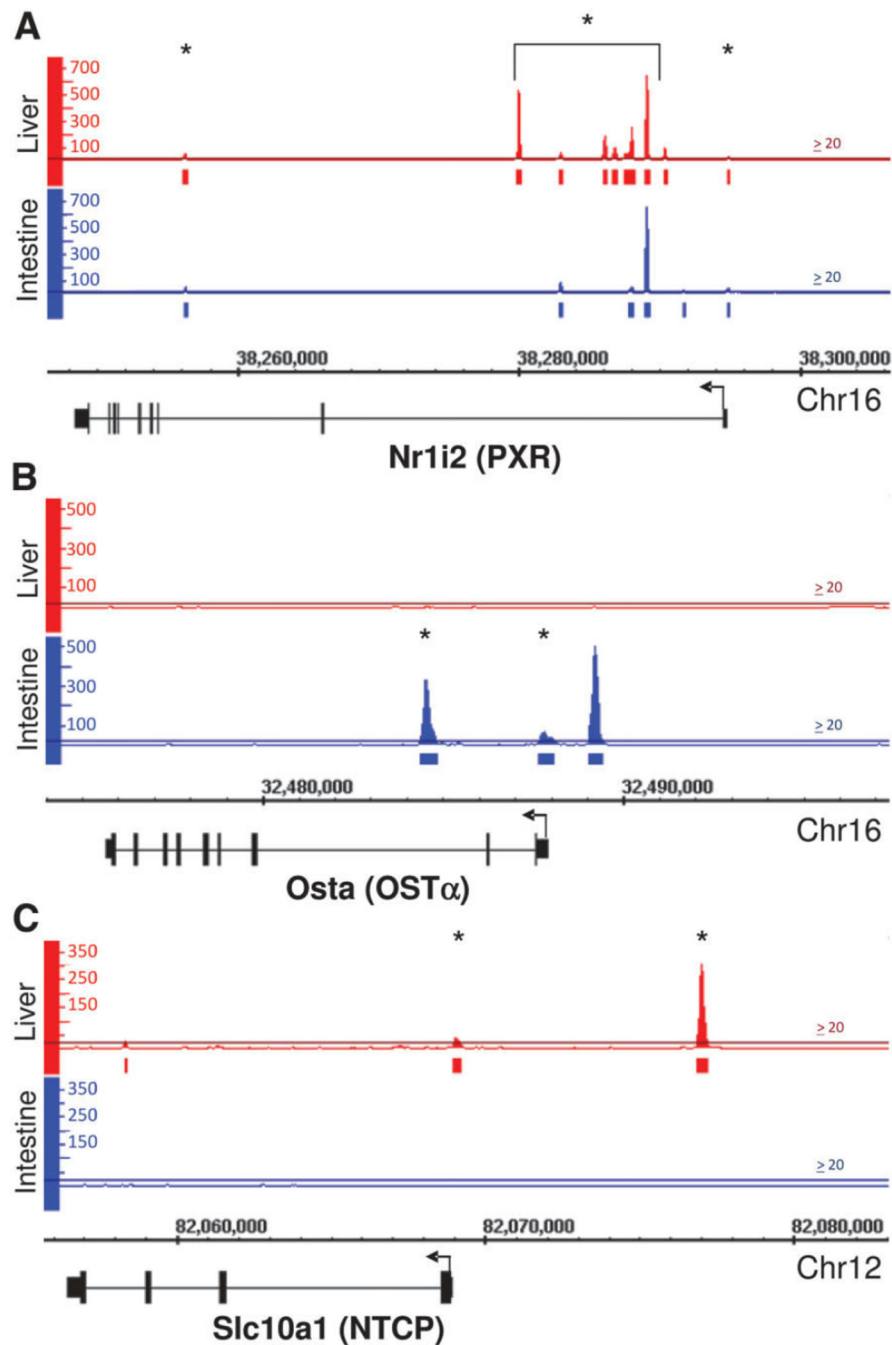 A
*
*
*
Liver
700
500
300
100
≥ 20
Intestine
700
500
300
100
≥ 20
38,260,000
38,280,000
38,300,000
Chr16
Nr1i2 (PXR)
B
Liver
500
300
100
≥ 20
Intestine
*
*
500
300
100
≥ 20
32,480,000
32,490,000
Chr16
Osta (OSTα)
C
*
*
Liver
350
250
150
≥ 20
Intestine
350
250
150
≥ 20
82,060,000
82,070,000
82,080,000
Chr12
Slc10a1 (NTCP)